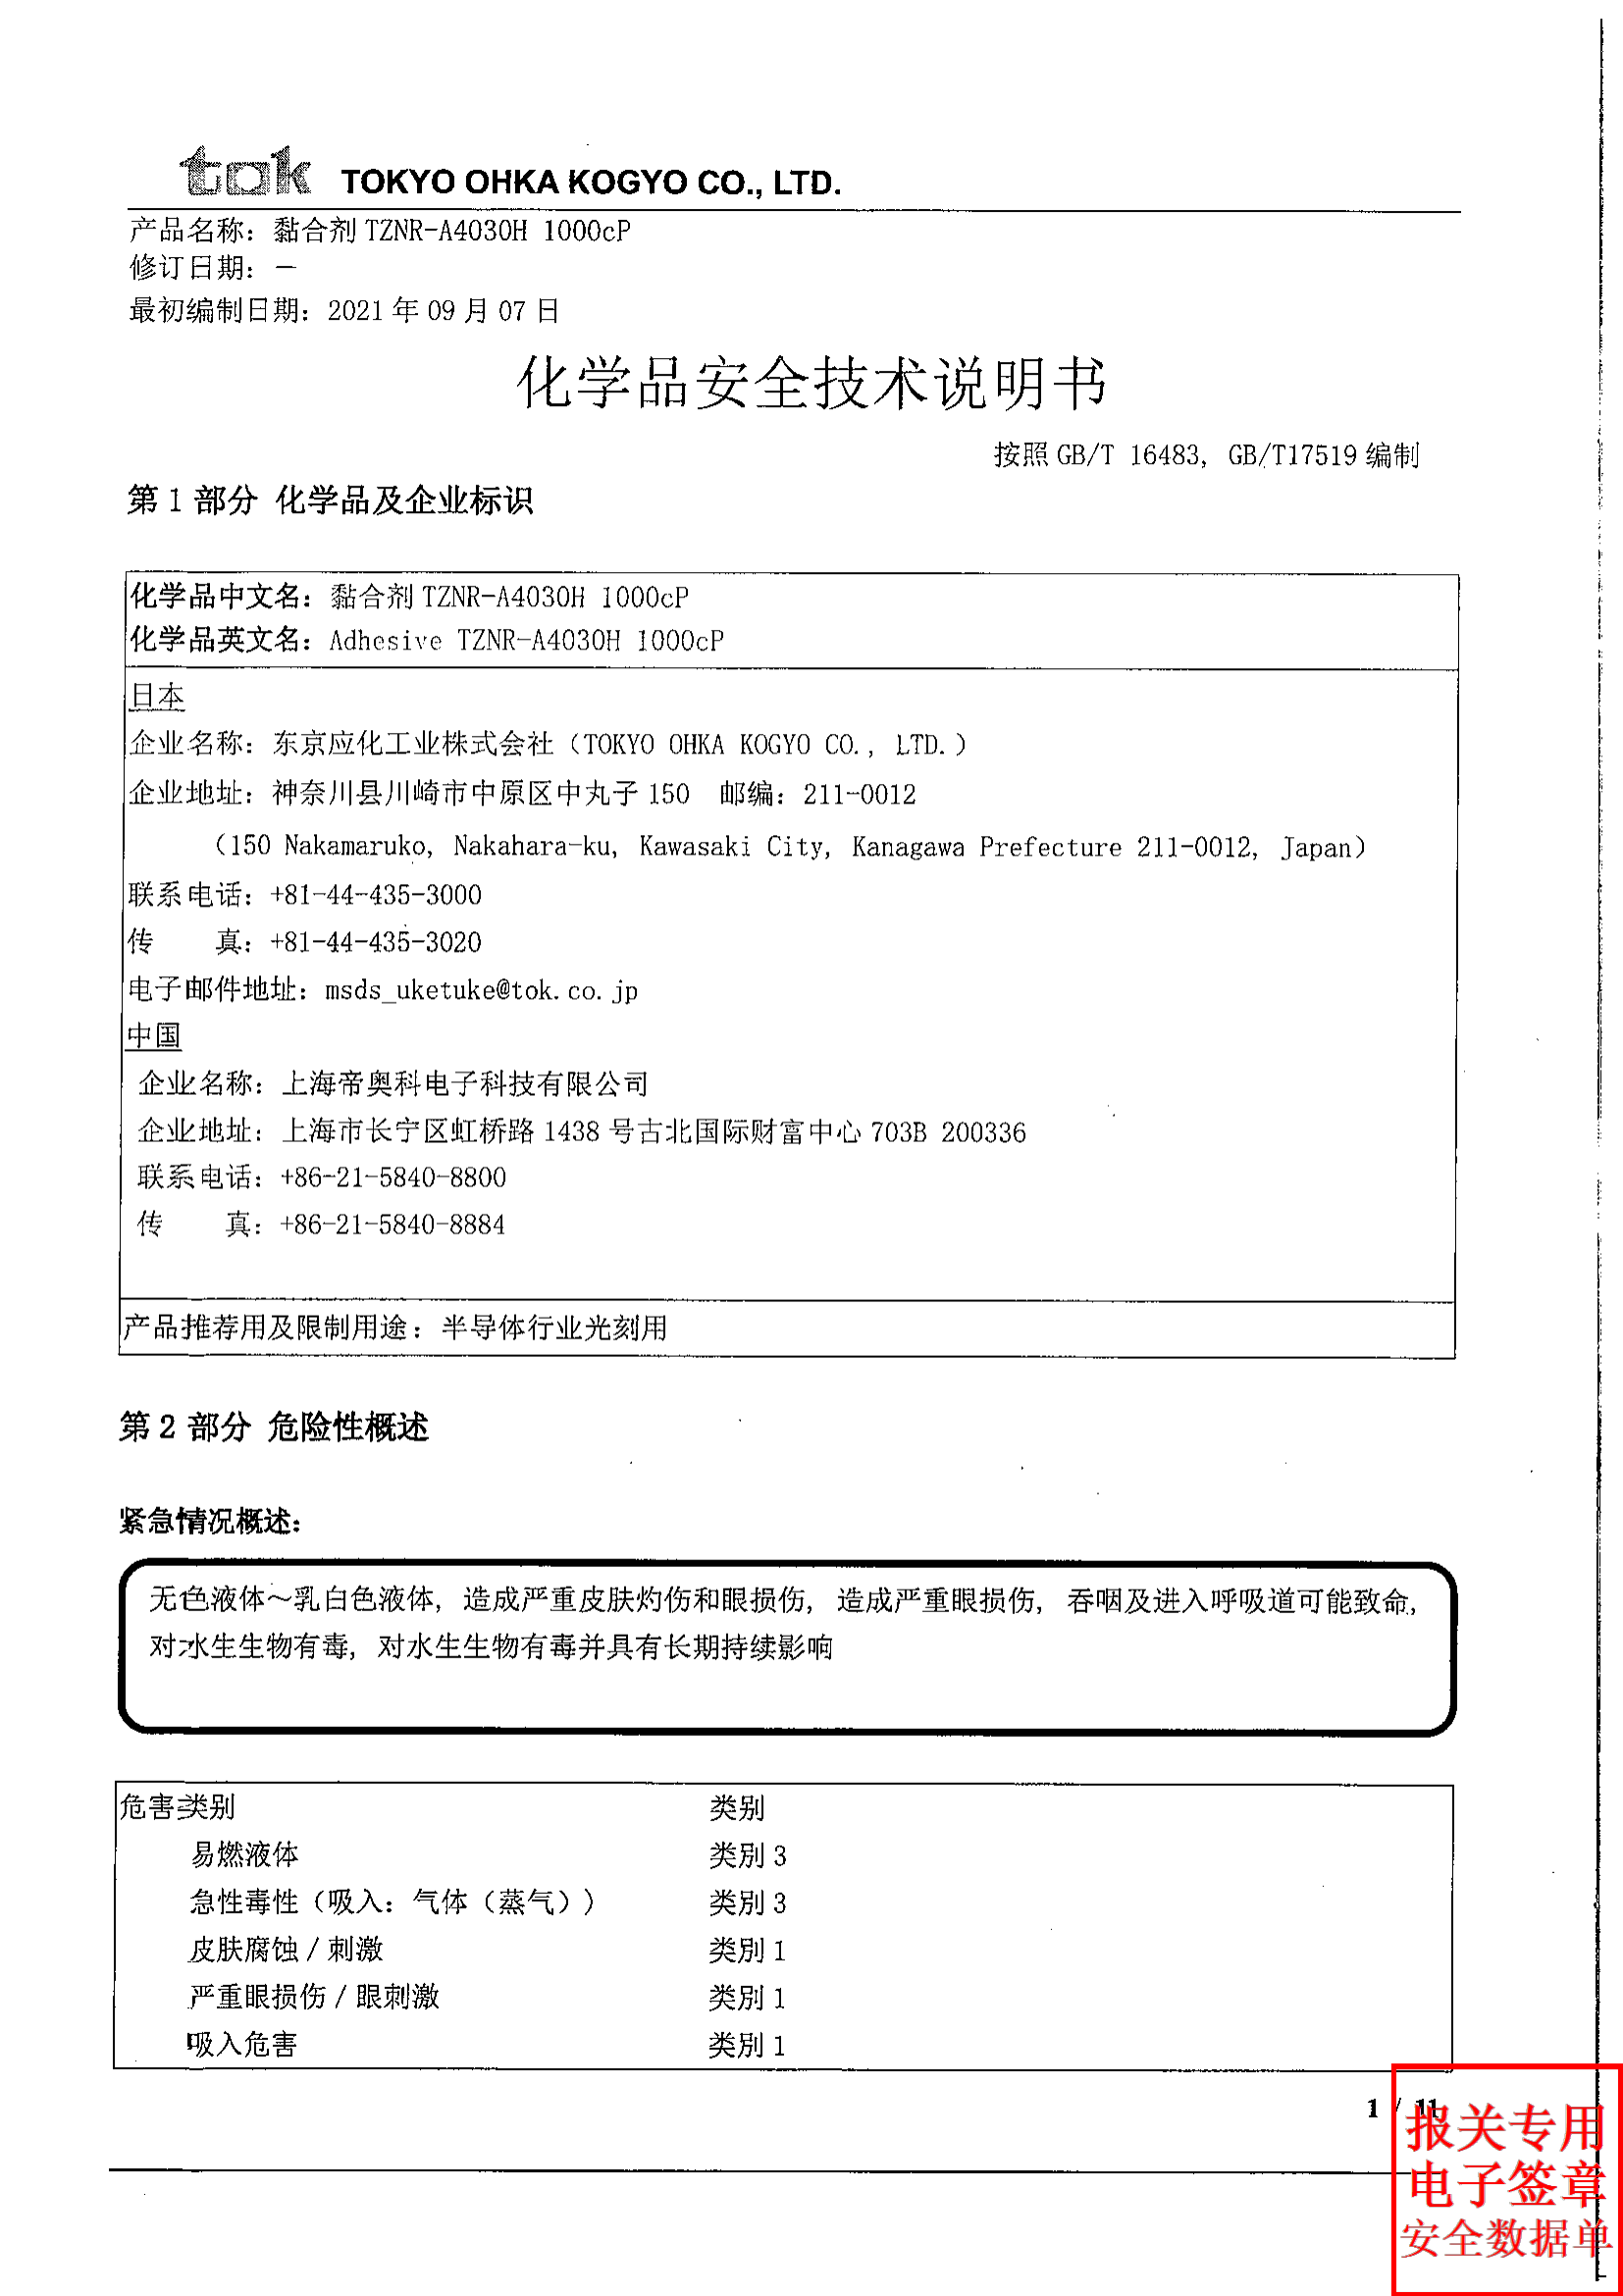 tok TOKYO OHKA KOGYO CO., LTD.
产品名称：黏合剂 TZNR-A4030H 1000cP
修订日期：－
最初编制日期：2021 年 09 月 07 日
化学品安全技术说明书
按照 GB/T 16483, GB/T17519 编制
第 1 部分 化学品及企业标识
化学品中文名：黏合剂 TZNR-A4030H 1000cP
化学品英文名：Adhesive TZNR-A4030H 1000cP
日本
企业名称：东京应化工业株式会社（TOKYO OHKA KOGYO CO., LTD.）
企业地址：神奈川县川崎市中原区中丸子 150 邮编：211-0012
（150 Nakamaruko, Nakahara-ku, Kawasaki City, Kanagawa Prefecture 211-0012, Japan）
联系电话：+81-44-435-3000
传 真：+81-44-435-3020
电子邮件地址：msds_uketuke@tok.co.jp
中国
企业名称：上海帝奥科电子科技有限公司
企业地址：上海市长宁区虹桥路 1438 号古北国际财富中心 703B 200336
联系电话：+86-21-5840-8800
传 真：+86-21-5840-8884
产品推荐用及限制用途：半导体行业光刻用
第 2 部分 危险性概述
紧急情况概述：
无色液体～乳白色液体，造成严重皮肤灼伤和眼损伤，造成严重眼损伤，吞咽及进入呼吸道可能致命，
对水生生物有毒，对水生生物有毒并具有长期持续影响
危害类别 类别
易燃液体 类别 3
急性毒性（吸入：气体（蒸气）） 类别 3
皮肤腐蚀／刺激 类别 1
严重眼损伤／眼刺激 类别 1
吸入危害 类别 1
1 / 11
报关专用
电子签章
安全数据单